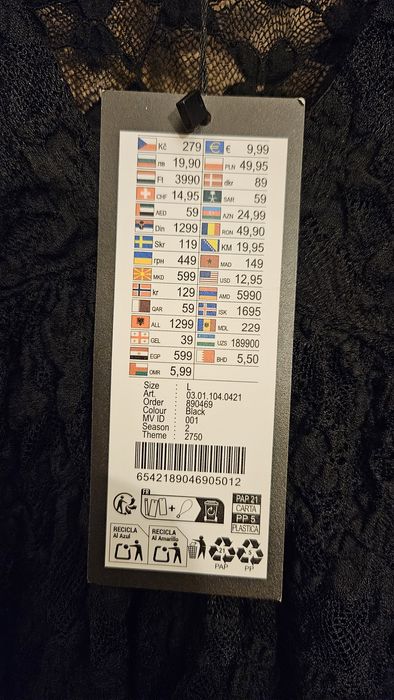 Kč 279 € 9,99
лв 19,90 PLN 49,95
Ft 3990 dkr 89
CHF 14,95 SAR 59
AED 59 AZN 24,99
Din 1299 RON 49,90
Skr 119 KM 19,95
грн 449 MAD 149
MKD 599 USD 12,95
kr 129 AMD 5990
QAR 59 ISK 1695
ALL 1299 MDL 229
GEL 39 UZS 189900
EGP 599 BHD 5,50
OMR 5,99
Size : L
Art. : 03.01.104.0421
Order : 890469
Colour : Black
MV ID : 001
Season : 2
Theme : 2750
6542189046905012
FR
+
PAP 21
CARTA
PP 5
PLASTICA
RECICLA
Al Azul
RECICLA
Al Amarillo
21
PAP
5
PP